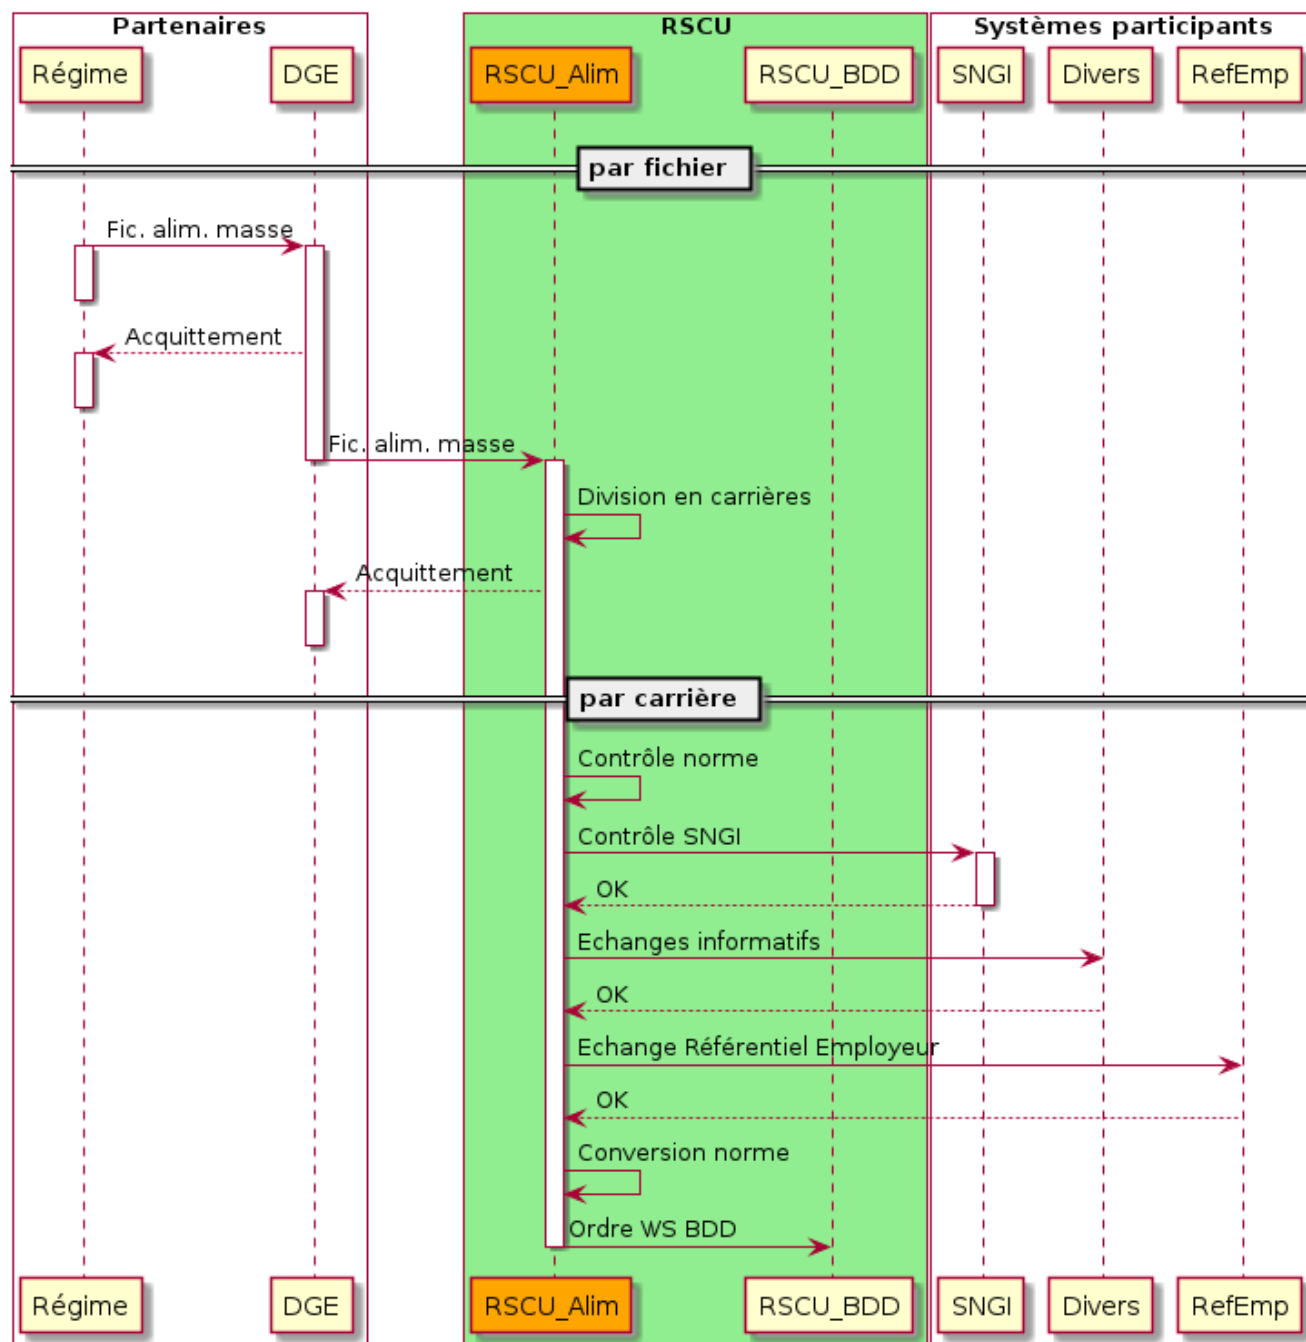 Partenaires
RSCU
Systèmes participants
Régime
DGE
RSCU_Alim
RSCU_BDD
SNGI
Divers
RefEmp
par fichier
Fic. alim. masse
Acquittement
Fic. alim. masse
Division en carrières
Acquittement
par carrière
Contrôle norme
Contrôle SNGI
OK
Echanges informatifs
OK
Echange Référentiel Employeur
OK
Conversion norme
Ordre WS BDD
Régime
DGE
RSCU_Alim
RSCU_BDD
SNGI
Divers
RefEmp